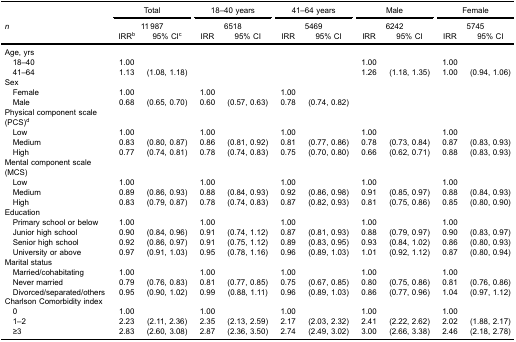 Total 18–40 years 41–64 years Male Female
n 11 987 6518 5469 6242 5745
IRRb 95% CIc IRR 95% CI IRR 95% CI IRR 95% CI IRR 95% CI
Age, yrs
18–40 1.00 1.00 1.00
41–64 1.13 (1.08, 1.18) 1.26 (1.18, 1.35) 1.00 (0.94, 1.06)
Sex
Female 1.00 1.00 1.00
Male 0.68 (0.65, 0.70) 0.60 (0.57, 0.63) 0.78 (0.74, 0.82)
Physical component scale
(PCS)d
Low 1.00 1.00 1.00 1.00 1.00
Medium 0.83 (0.80, 0.87) 0.86 (0.81, 0.92) 0.81 (0.77, 0.86) 0.78 (0.73, 0.84) 0.87 (0.83, 0.93)
High 0.77 (0.74, 0.81) 0.78 (0.74, 0.83) 0.75 (0.70, 0.80) 0.66 (0.62, 0.71) 0.88 (0.83, 0.93)
Mental component scale
(MCS)
Low 1.00 1.00 1.00 1.00 1.00
Medium 0.89 (0.86, 0.93) 0.88 (0.84, 0.93) 0.92 (0.86, 0.98) 0.91 (0.85, 0.97) 0.88 (0.84, 0.93)
High 0.83 (0.79, 0.87) 0.78 (0.74, 0.83) 0.87 (0.82, 0.93) 0.81 (0.75, 0.86) 0.85 (0.80, 0.90)
Education
Primary school or below 1.00 1.00 1.00 1.00 1.00
Junior high school 0.90 (0.84, 0.96) 0.91 (0.74, 1.12) 0.87 (0.81, 0.93) 0.88 (0.79, 0.97) 0.90 (0.83, 0.97)
Senior high school 0.92 (0.86, 0.97) 0.91 (0.75, 1.12) 0.89 (0.83, 0.95) 0.93 (0.84, 1.02) 0.86 (0.80, 0.93)
University or above 0.97 (0.91, 1.03) 0.95 (0.78, 1.16) 0.96 (0.89, 1.03) 1.01 (0.92, 1.12) 0.87 (0.80, 0.94)
Marital status
Married/cohabitating 1.00 1.00 1.00 1.00 1.00
Never married 0.79 (0.76, 0.83) 0.81 (0.77, 0.85) 0.75 (0.67, 0.85) 0.80 (0.75, 0.86) 0.81 (0.76, 0.86)
Divorced/separated/others 0.95 (0.90, 1.02) 0.99 (0.88, 1.11) 0.96 (0.89, 1.03) 0.86 (0.77, 0.96) 1.04 (0.97, 1.12)
Charlson Comorbidity index
0 1.00 1.00 1.00 1.00 1.00
1–2 2.23 (2.11, 2.36) 2.35 (2.13, 2.59) 2.17 (2.03, 2.32) 2.41 (2.22, 2.62) 2.02 (1.88, 2.17)
≥3 2.83 (2.60, 3.08) 2.87 (2.36, 3.50) 2.74 (2.49, 3.02) 3.00 (2.66, 3.38) 2.46 (2.18, 2.78)